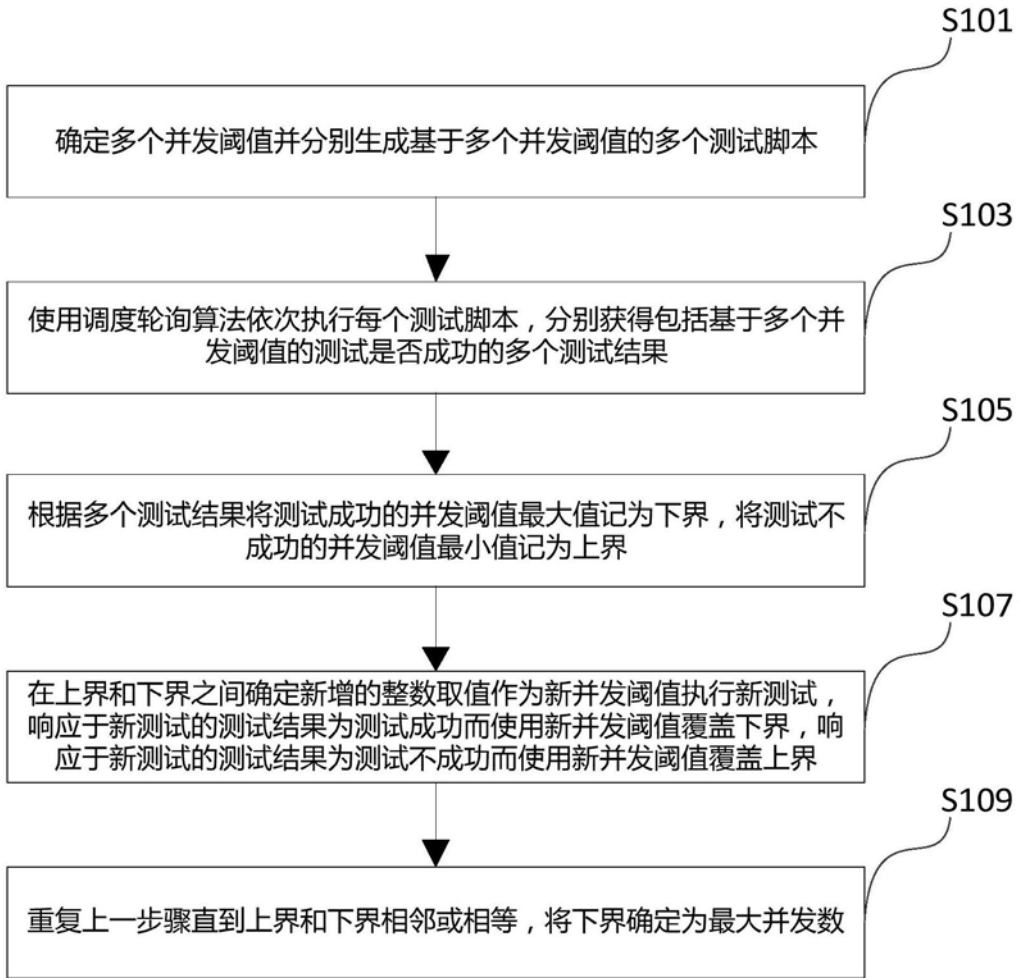 S101
确定多个并发阈值并分别生成基于多个并发阈值的多个测试脚本
S103
使用调度轮询算法依次执行每个测试脚本，分别获得包括基于多个并
发阈值的测试是否成功的多个测试结果
S105
根据多个测试结果将测试成功的并发阈值最大值记为下界，将测试不
成功的并发阈值最小值记为上界
S107
在上界和下界之间确定新增的整数取值作为新并发阈值执行新测试，
响应于新测试的测试结果为测试成功而使用新并发阈值覆盖下界，响
应于新测试的测试结果为测试不成功而使用新并发阈值覆盖上界
S109
重复上一步骤直到上界和下界相邻或相等，将下界确定为最大并发数